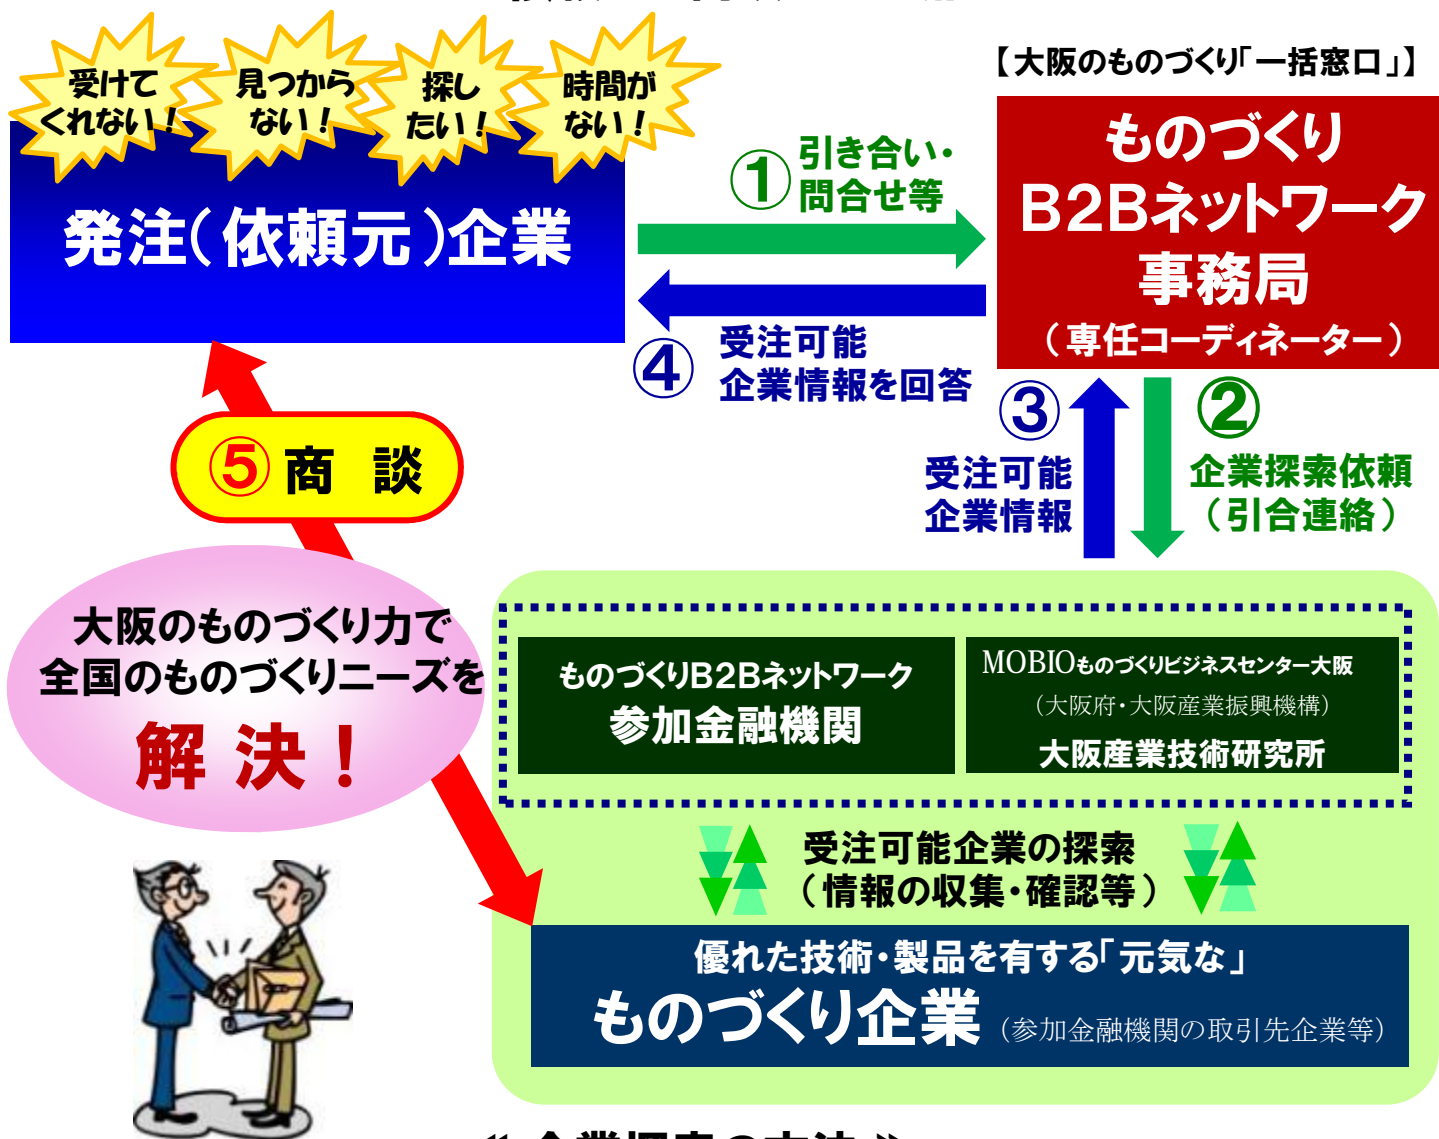 受けて
くれない！
見つから
ない！
探し
たい！
時間が
ない！
発注（依頼元）企業
①引き合い・
問合せ等
【大阪のものづくり「一括窓口」】
ものづくり
B2Bネットワーク
事務局
（専任コーディネーター）
④受注可能
企業情報を回答
③
受注可能
企業情報
②
企業探索依頼
（引合連絡）
⑤商 談
大阪のものづくり力で
全国のものづくりニーズを
解 決！
ものづくりB2Bネットワーク
参加金融機関
MOBIOものづくりビジネスセンター大阪
（大阪府・大阪産業振興機構）
大阪産業技術研究所
受注可能企業の探索
（情報の収集・確認等）
優れた技術・製品を有する「元気な」
ものづくり企業（参加金融機関の取引先企業等）